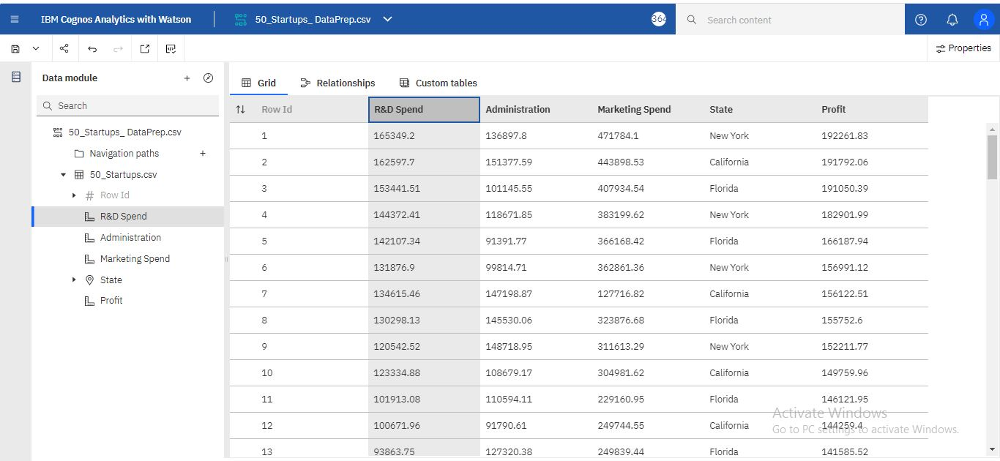 IBM Cognos Analytics with Watson
50_Startups_ DataPrep.csv
364
Search content
Properties
Data module
Search
50_Startups_ DataPrep.csv
Navigation paths
50_Startups.csv
# Row Id
R&D Spend
Administration
Marketing Spend
State
Profit
Grid Relationships Custom tables
Row Id R&D Spend Administration Marketing Spend State Profit
1 165349.2 136897.8 471784.1 New York 192261.83
2 162597.7 151377.59 443898.53 California 191792.06
3 153441.51 101145.55 407934.54 Florida 191050.39
4 144372.41 118671.85 383199.62 New York 182901.99
5 142107.34 91391.77 366168.42 Florida 166187.94
6 131876.9 99814.71 362861.36 New York 156991.12
7 134615.46 147198.87 127716.82 California 156122.51
8 130298.13 145530.06 323876.68 Florida 155752.6
9 120542.52 148718.95 311613.29 New York 152211.77
10 123334.88 108679.17 304981.62 California 149759.96
11 101913.08 110594.11 229160.95 Florida 146121.95
12 100671.96 91790.61 249744.55 California 144259.4
13 93863.75 127320.38 249839.44 Florida 141585.52
Activate Windows
Go to PC settings to activate Windows.